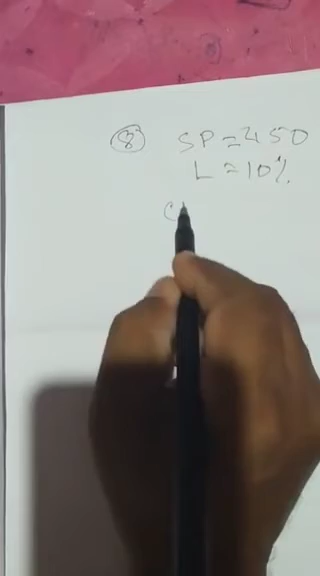 8 SP = 450
L = 10%
C